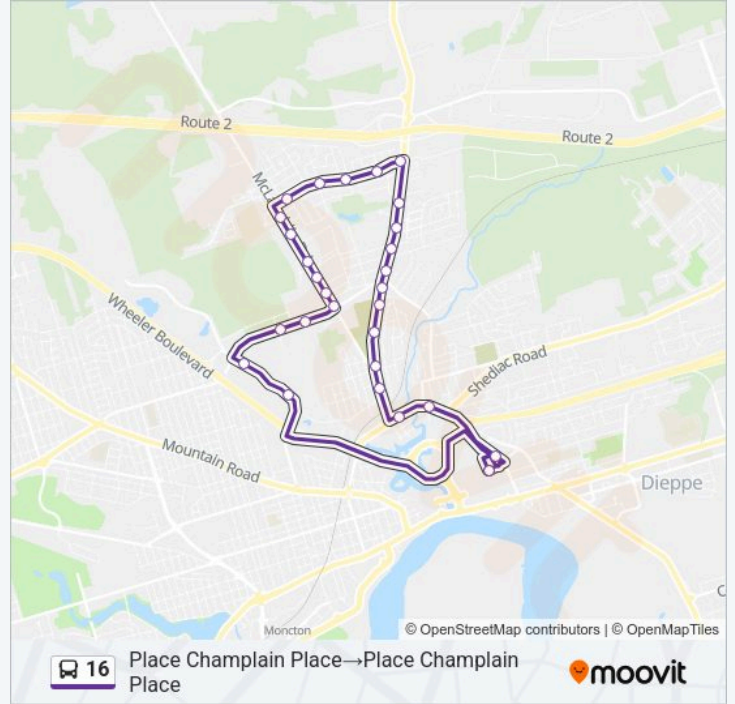 Route 2
Route 2
Wheeler Boulevard
Shediac Road
Mountain Road
Dieppe
Moncton
© OpenStreetMap contributors | © OpenMapTiles
16
Place Champlain Place→Place Champlain
Place
moovit